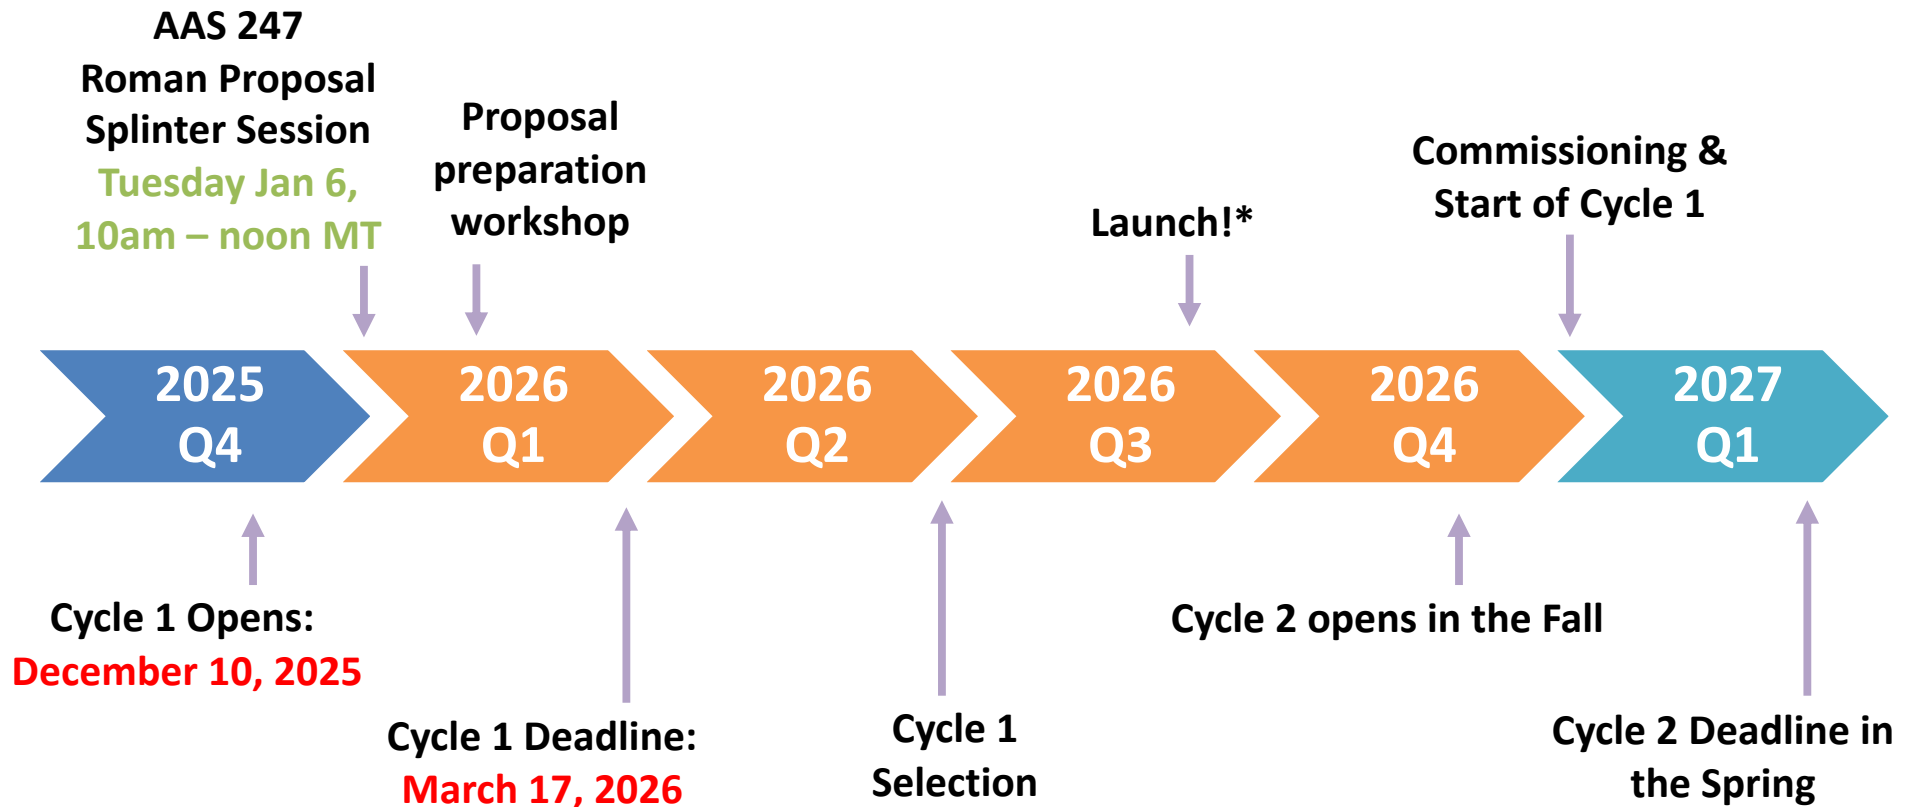 AAS 247
Roman Proposal
Splinter Session
Tuesday Jan 6,
10am – noon MT
Proposal
preparation
workshop
Launch!*
Commissioning &
Start of Cycle 1
2025
Q4
2026
Q1
2026
Q2
2026
Q3
2026
Q4
2027
Q1
Cycle 1 Opens:
December 10, 2025
Cycle 1 Deadline:
March 17, 2026
Cycle 1
Selection
Cycle 2 opens in the Fall
Cycle 2 Deadline in
the Spring